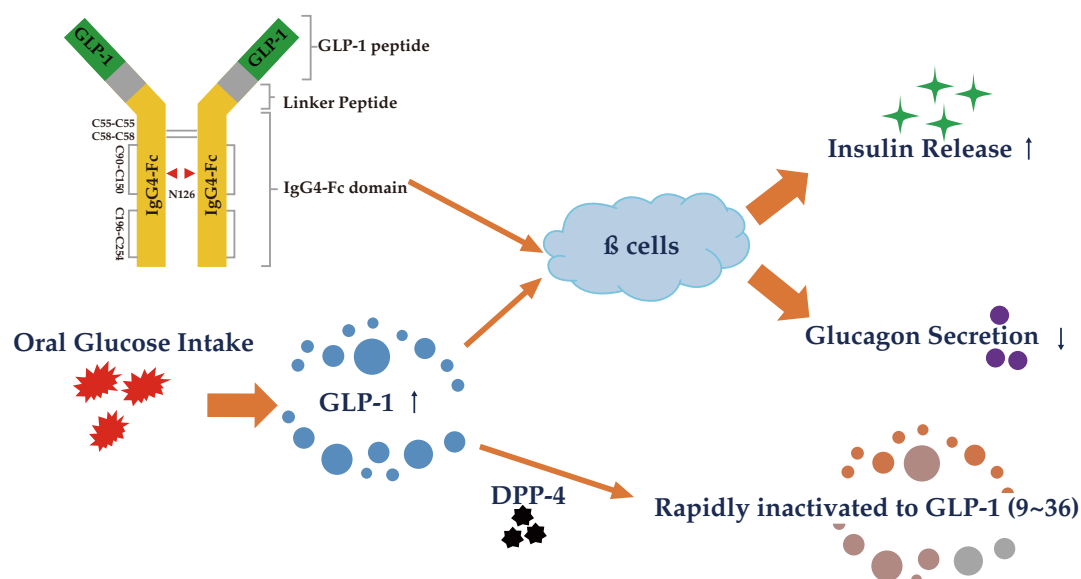 GLP-1
GLP-1
GLP-1 peptide
Linker Peptide
C55-C55
C58-C58
C90-C150
IgG4-Fc
IgG4-Fc
N126
IgG4-Fc domain
C196-C254
Insulin Release ↑
ß cells
Glucagon Secretion ↓
Oral Glucose Intake
GLP-1 ↑
DPP-4
Rapidly inactivated to GLP-1 (9~36)